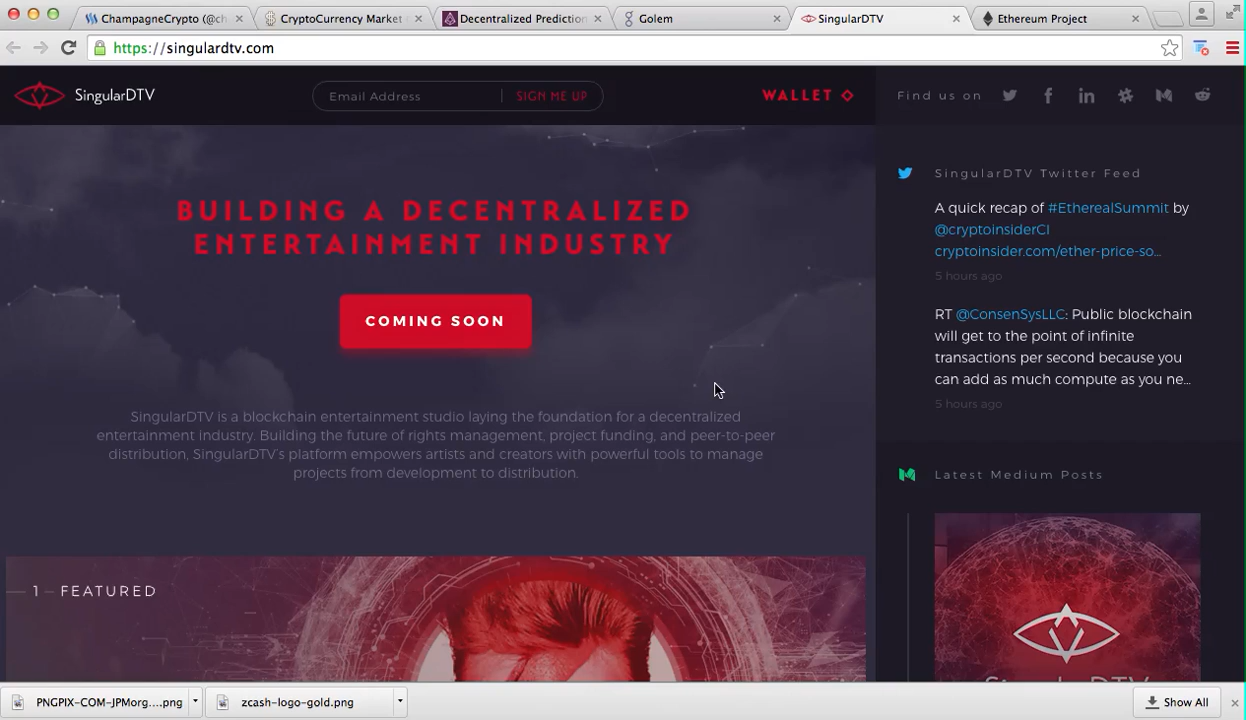 ChampagneCrypto (@ch
CryptoCurrency Market
Decentralized Prediction
Golem
SingularDTV
Ethereum Project
https://singulardtv.com
SingularDTV
Email Address
SIGN ME UP
WALLET
Find us on
BUILDING A DECENTRALIZED
ENTERTAINMENT INDUSTRY
COMING SOON
SingularDTV is a blockchain entertainment studio laying the foundation for a decentralized
entertainment industry. Building the future of rights management, project funding, and peer-to-peer
distribution, SingularDTV's platform empowers artists and creators with powerful tools to manage
projects from development to distribution.
1 FEATURED
SingularDTV Twitter Feed
A quick recap of #EtherealSummit by
@cryptoinsiderCI
cryptoinsider.com/ether-price-so...
5 hours ago
RT @ConsenSysLLC: Public blockchain
will get to the point of infinite
transactions per second because you
can add as much compute as you ne...
5 hours ago
Latest Medium Posts
SingularDTV
PNGPIX-COM-JPMorg....png
zcash-logo-gold.png
Show All